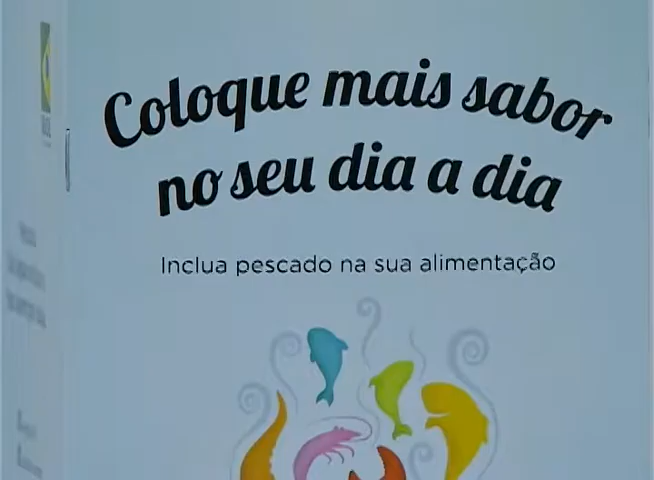 Coloque mais sabor
no seu dia a dia
Inclua pescado na sua alimentação